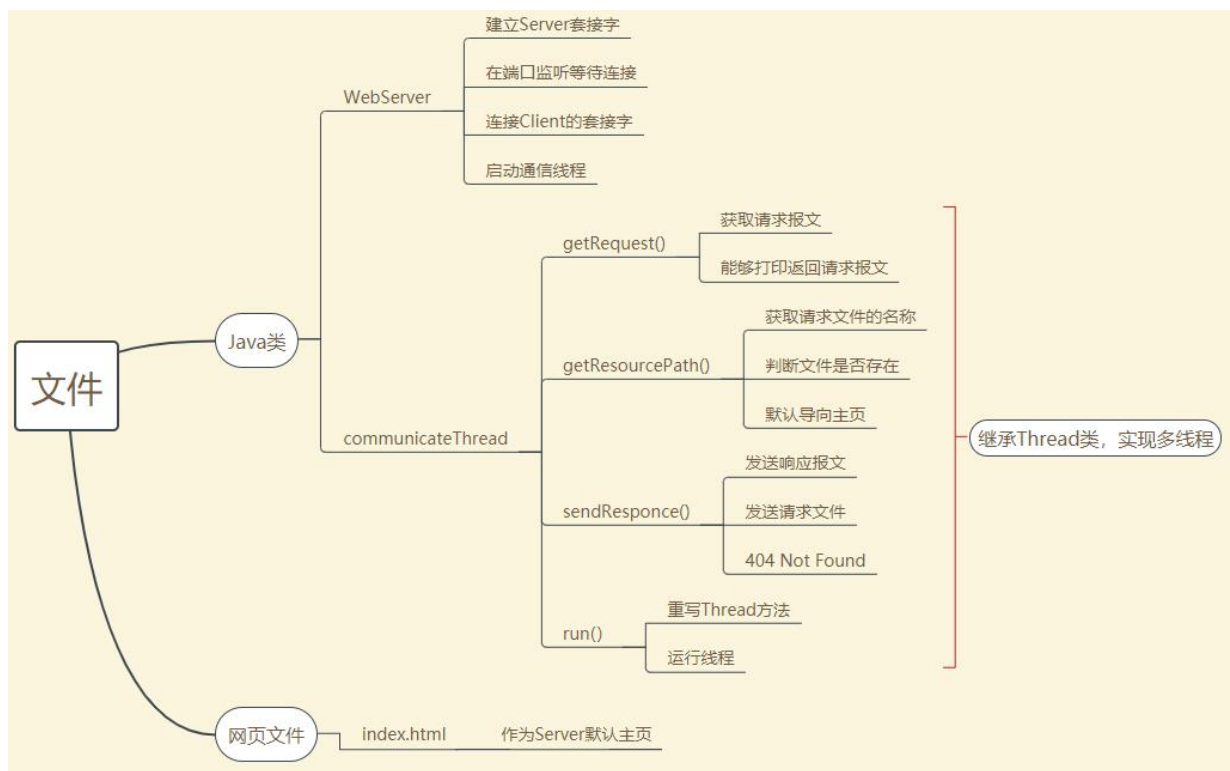 文件
Java类
WebServer
建立Server套接字
在端口监听等待连接
连接Client的套接字
启动通信线程
communicateThread
getRequest()
获取请求报文
能够打印返回请求报文
getResourcePath()
获取请求文件的名称
判断文件是否存在
默认导向主页
sendResponce()
发送响应报文
发送请求文件
404 Not Found
run()
重写Thread方法
运行线程
继承Thread类，实现多线程
网页文件
index.html
作为Server默认主页